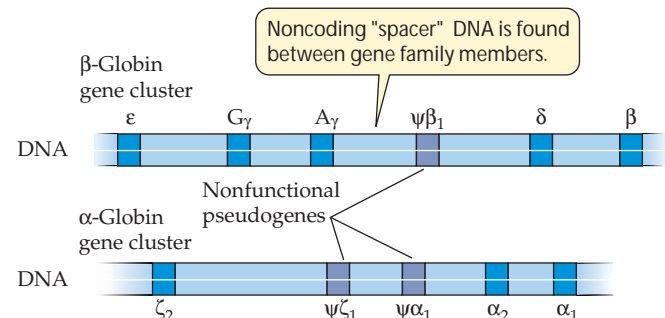 Noncoding "spacer" DNA is found
between gene family members.
β-Globin
gene cluster
ε Gγ Aγ ψβ1 δ β
DNA
Nonfunctional
pseudogenes
α-Globin
gene cluster
DNA
ζ2 ψζ1 ψα1 α2 α1